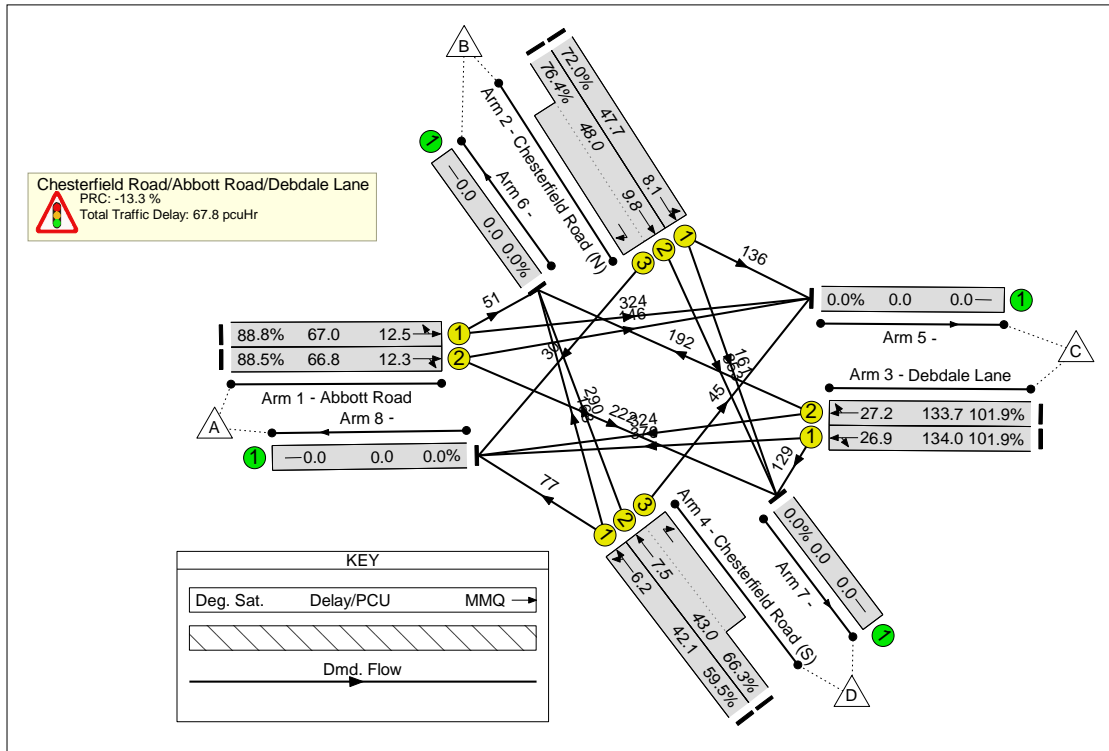 B
Arm 2 - Chesterfield Road (N)
72.0% 47.7 8.1
76.4% 48.0 9.8
1
Arm 6 -
0.0 0.0 0.0%
Chesterfield Road/Abbott Road/Debdale Lane
PRC: -13.3 %
Total Traffic Delay: 67.8 pcuHr
3
2
1
136
51
324
146
0.0% 0.0 0.0
1
Arm 5 -
C
88.8% 67.0 12.5
1
88.5% 66.8 12.3
2
Arm 1 - Abbott Road
A
192
161
45
Arm 3 - Debdale Lane
2
27.2 133.7 101.9%
1
26.9 134.0 101.9%
Arm 8 -
1
0.0 0.0 0.0%
290
222
324
129
77
1
2
3
Arm 4 - Chesterfield Road (S)
7.5 43.0 66.3%
6.2 42.1 59.5%
0.0% 0.0 0.0
Arm 7 -
1
D
KEY
Deg. Sat. Delay/PCU MMQ
Dmd. Flow